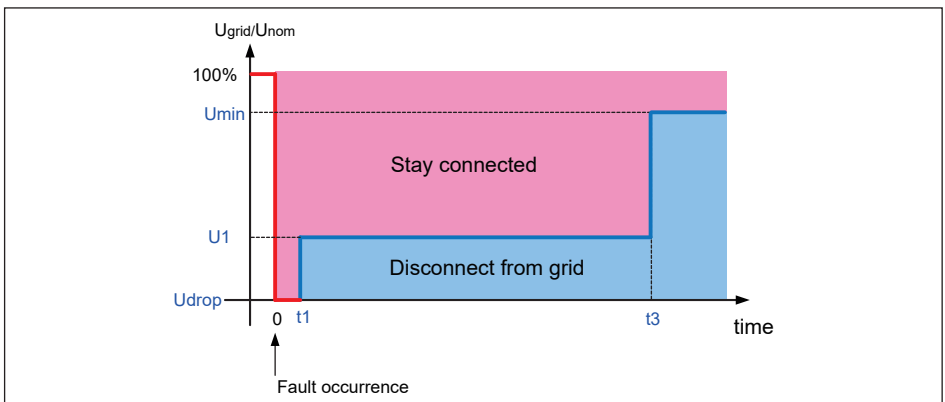 Ugrid/Unom
100%
Umin
Stay connected
U1
Disconnect from grid
Udrop
0
t1
t3
time
Fault occurrence